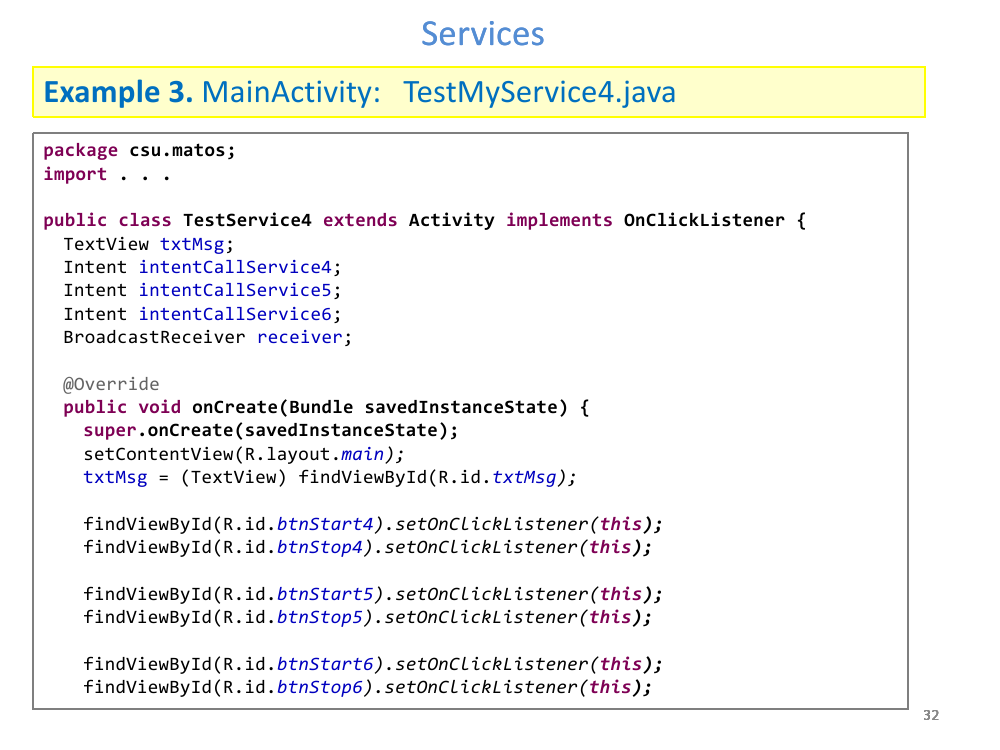 Services
Example 3. MainActivity: TestMyService4.java
package csu.matos;
import . . .
public class TestService4 extends Activity implements OnClickListener {
TextView txtMsg;
Intent intentCallService4;
Intent intentCallService5;
Intent intentCallService6;
BroadcastReceiver receiver;
@Override
public void onCreate(Bundle savedInstanceState) {
super.onCreate(savedInstanceState);
setContentView(R.layout.main);
txtMsg = (TextView) findViewById(R.id.txtMsg);
findViewById(R.id.btnStart4).setOnClickListener(this);
findViewById(R.id.btnStop4).setOnClickListener(this);
findViewById(R.id.btnStart5).setOnClickListener(this);
findViewById(R.id.btnStop5).setOnClickListener(this);
findViewById(R.id.btnStart6).setOnClickListener(this);
findViewById(R.id.btnStop6).setOnClickListener(this);
32